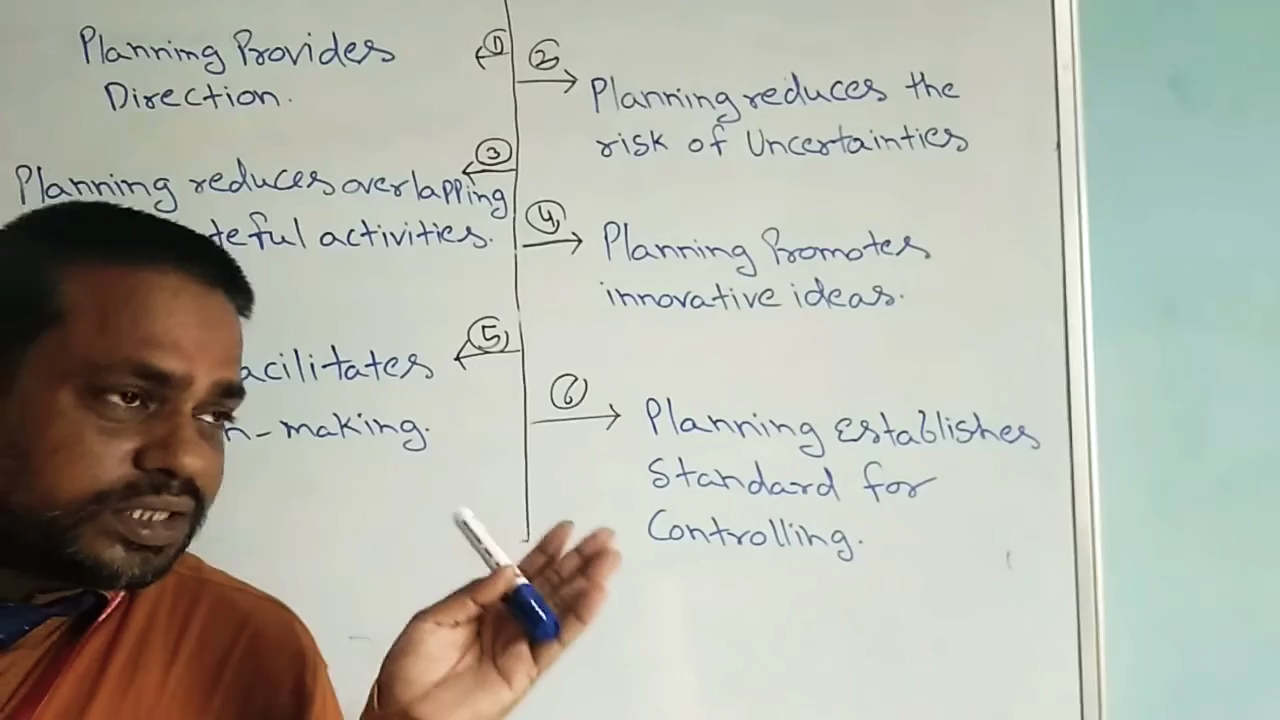 Planning Provides
Direction.
①
②
Planning reduces the
risk of Uncertainties
③
Planning reduces overlapping
teful activities.
④
Planning Promotes
innovative ideas.
⑤
acilitates
n-making.
⑥
Planning Establishes
Standard for
Controlling.